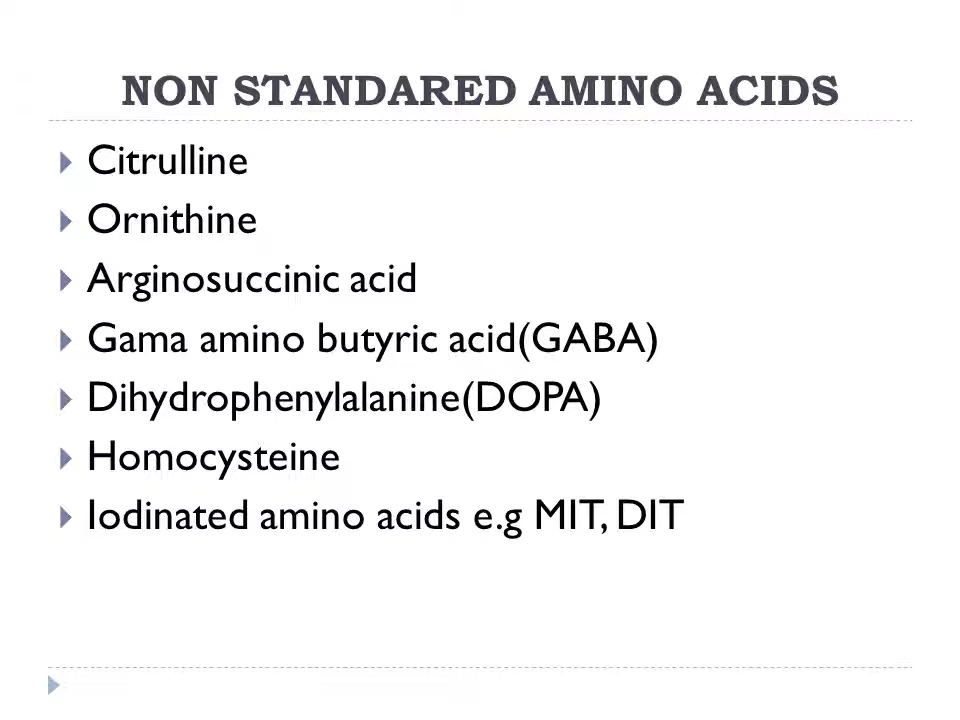 NON STANDARED AMINO ACIDS
Citrulline
Ornithine
Arginosuccinic acid
Gama amino butyric acid(GABA)
Dihydrophenylalanine(DOPA)
Homocysteine
Iodinated amino acids e.g MIT, DIT